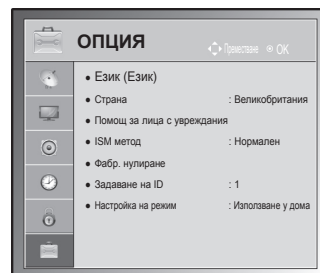 ОПЦИЯ
Преместване OK
• Език (Език)
• Страна : Великобритания
• Помощ за лица с увреждания
• ISM метод : Нормален
• Фабр. нулиране
• Задаване на ID : 1
• Настройка на режим : Използване у дома